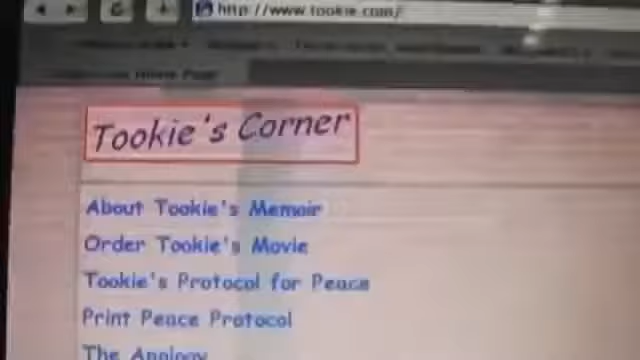 http://www.tookie.com/
Tookie's Corner
About Tookie's Memoir
Order Tookie's Movie
Tookie's Protocol for Peace
Print Peace Protocol
The Apology